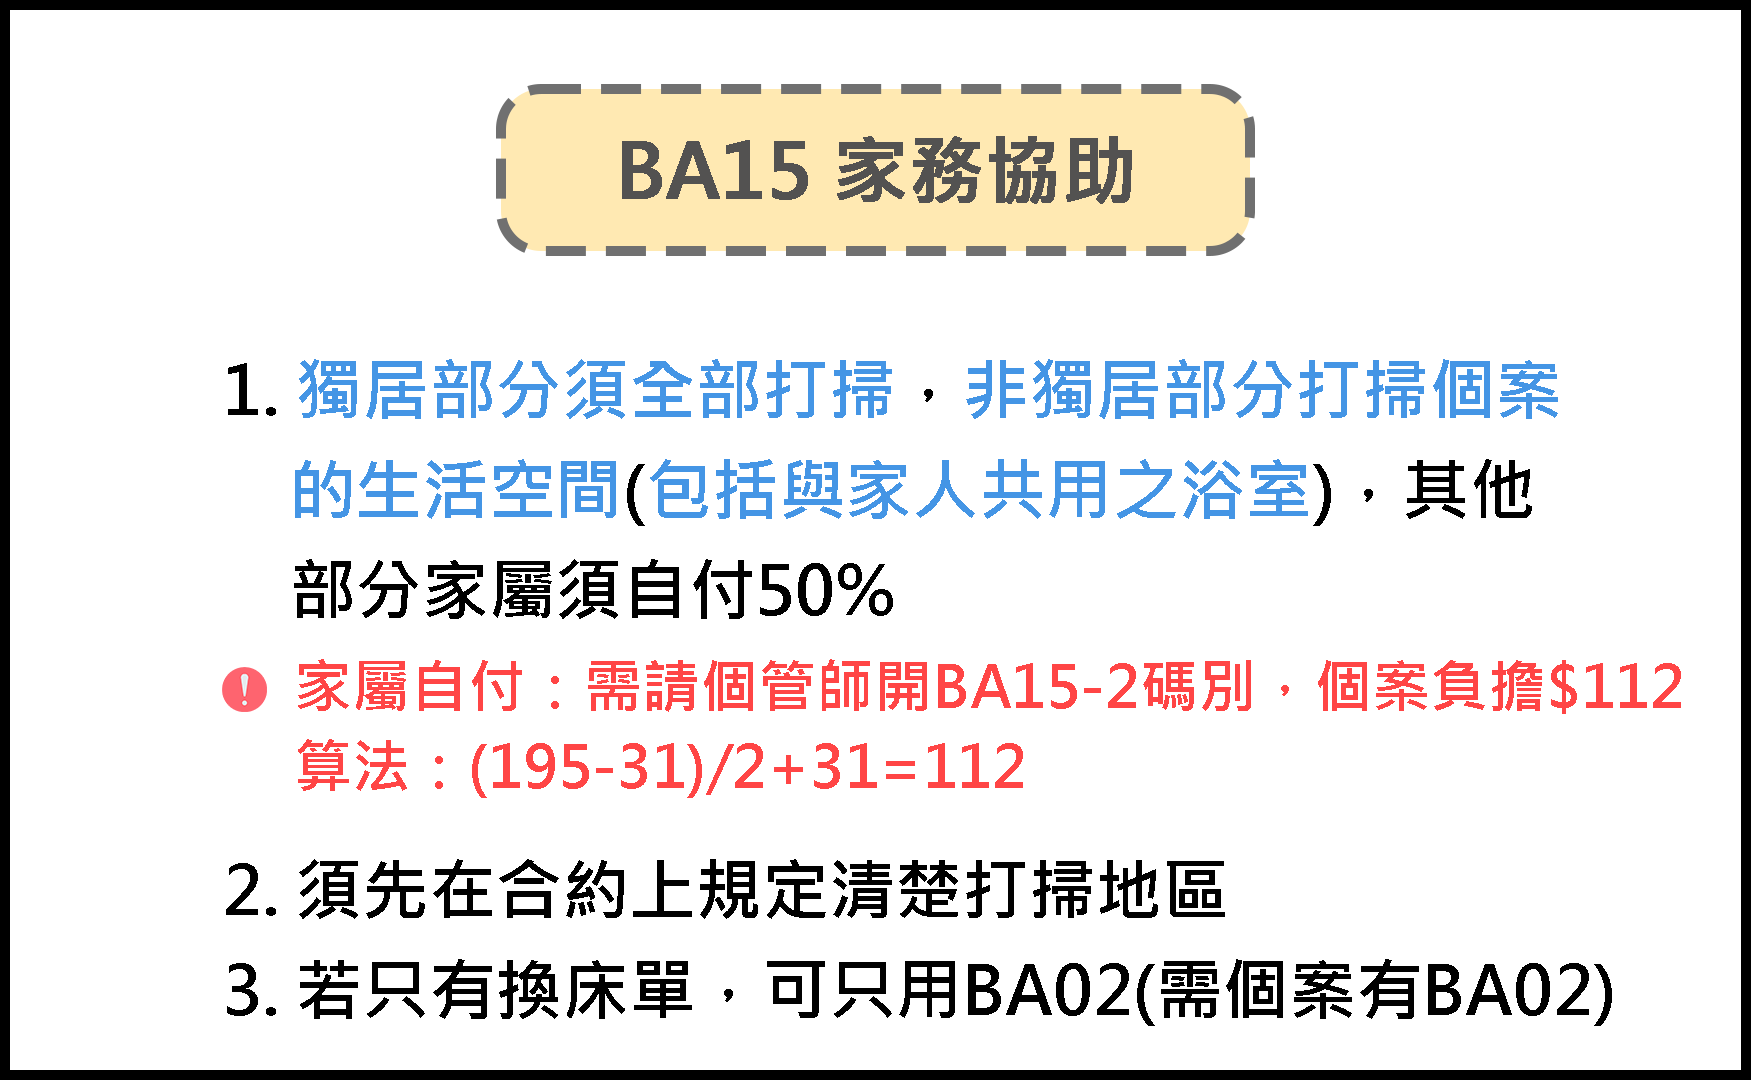 BA15 家務協助
1. 獨居部分須全部打掃，非獨居部分打掃個案
的生活空間(包括與家人共用之浴室)，其他
部分家屬須自付50%
! 家屬自付：需請個管師開BA15-2碼別，個案負擔$112
算法：(195-31)/2+31=112
2. 須先在合約上規定清楚打掃地區
3. 若只有換床單，可只用BA02(需個案有BA02)